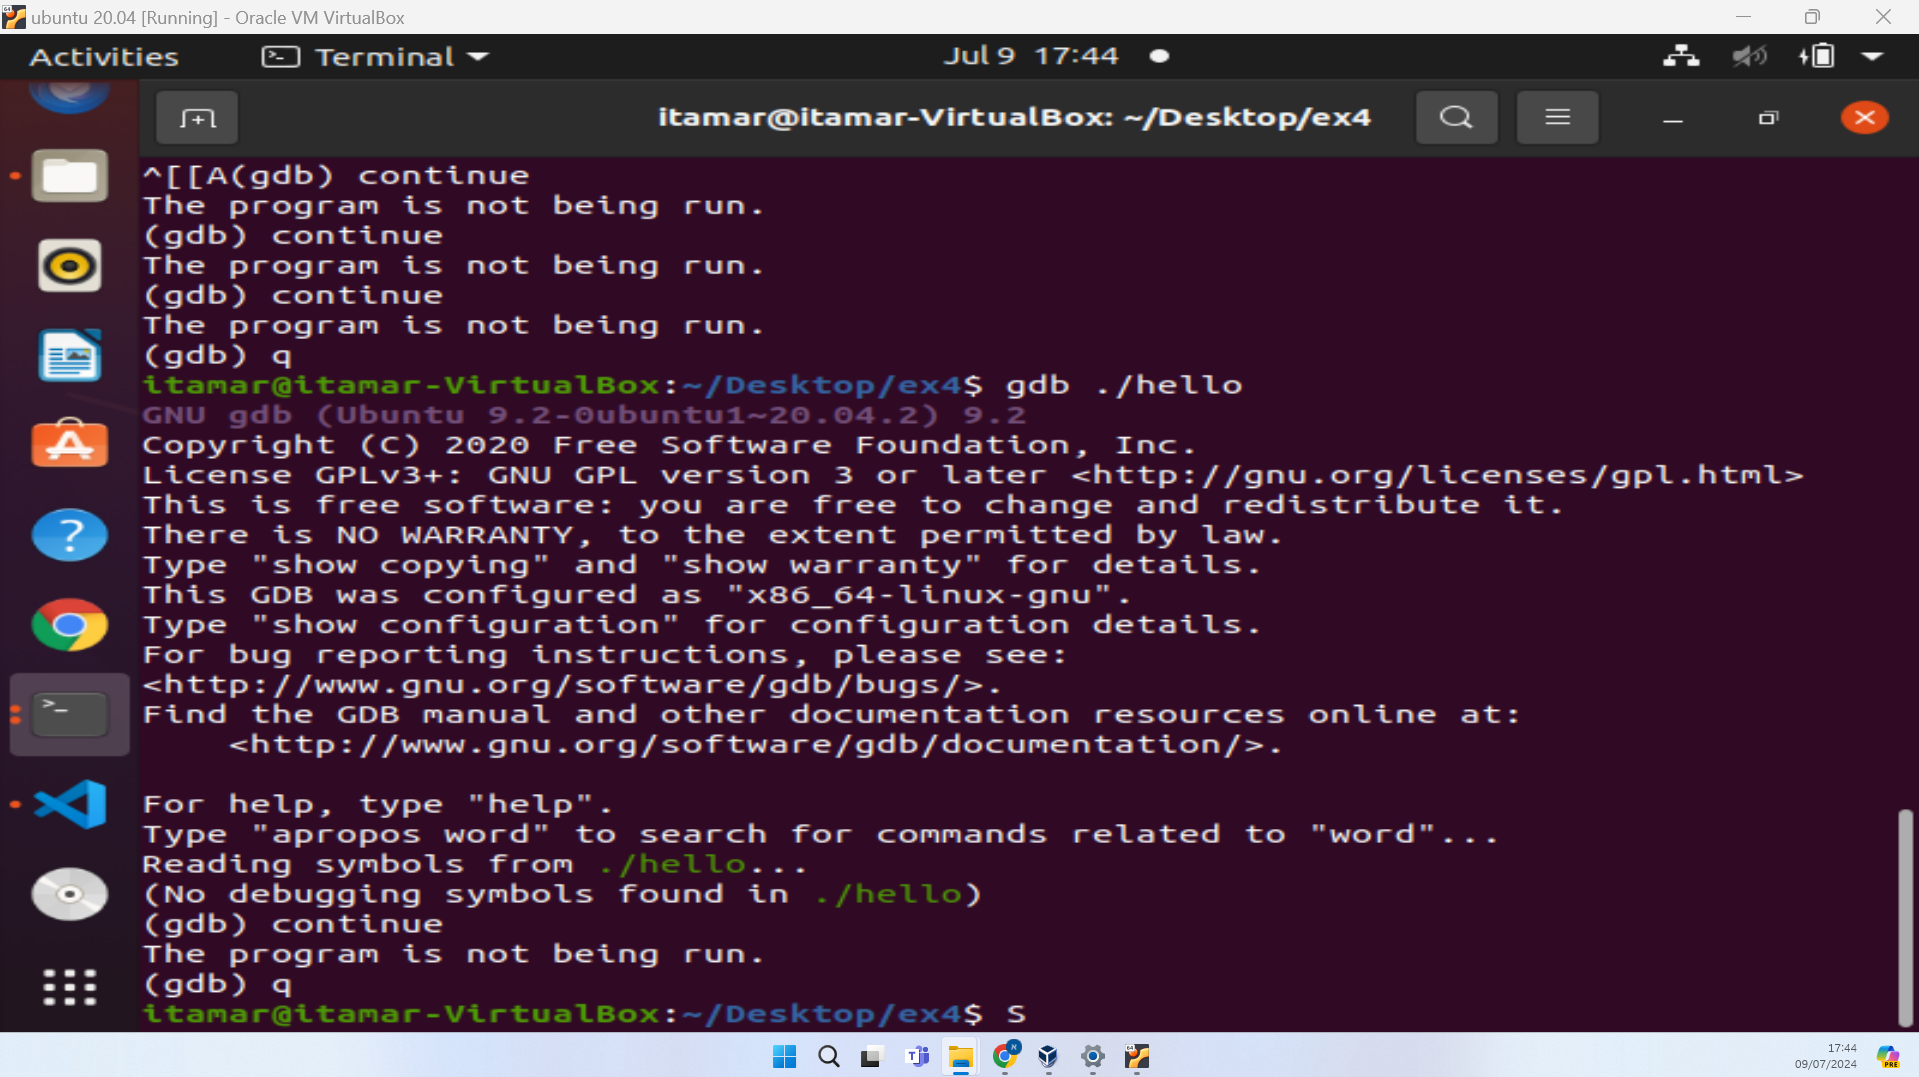 ubuntu 20.04 [Running] - Oracle VM VirtualBox
Activities
Terminal
Jul 9 17:44
itamar@itamar-VirtualBox: ~/Desktop/ex4
^[[A(gdb) continue
The program is not being run.
(gdb) continue
The program is not being run.
(gdb) continue
The program is not being run.
(gdb) q
itamar@itamar-VirtualBox:~/Desktop/ex4$ gdb ./hello
GNU gdb (Ubuntu 9.2-0ubuntu1~20.04.2) 9.2
Copyright (C) 2020 Free Software Foundation, Inc.
License GPLv3+: GNU GPL version 3 or later <http://gnu.org/licenses/gpl.html>
This is free software: you are free to change and redistribute it.
There is NO WARRANTY, to the extent permitted by law.
Type "show copying" and "show warranty" for details.
This GDB was configured as "x86_64-linux-gnu".
Type "show configuration" for configuration details.
For bug reporting instructions, please see:
<http://www.gnu.org/software/gdb/bugs/>.
Find the GDB manual and other documentation resources online at:
    <http://www.gnu.org/software/gdb/documentation/>.
For help, type "help".
Type "apropos word" to search for commands related to "word"...
Reading symbols from ./hello...
(No debugging symbols found in ./hello)
(gdb) continue
The program is not being run.
(gdb) q
itamar@itamar-VirtualBox:~/Desktop/ex4$ S
17:44
09/07/2024
PRE